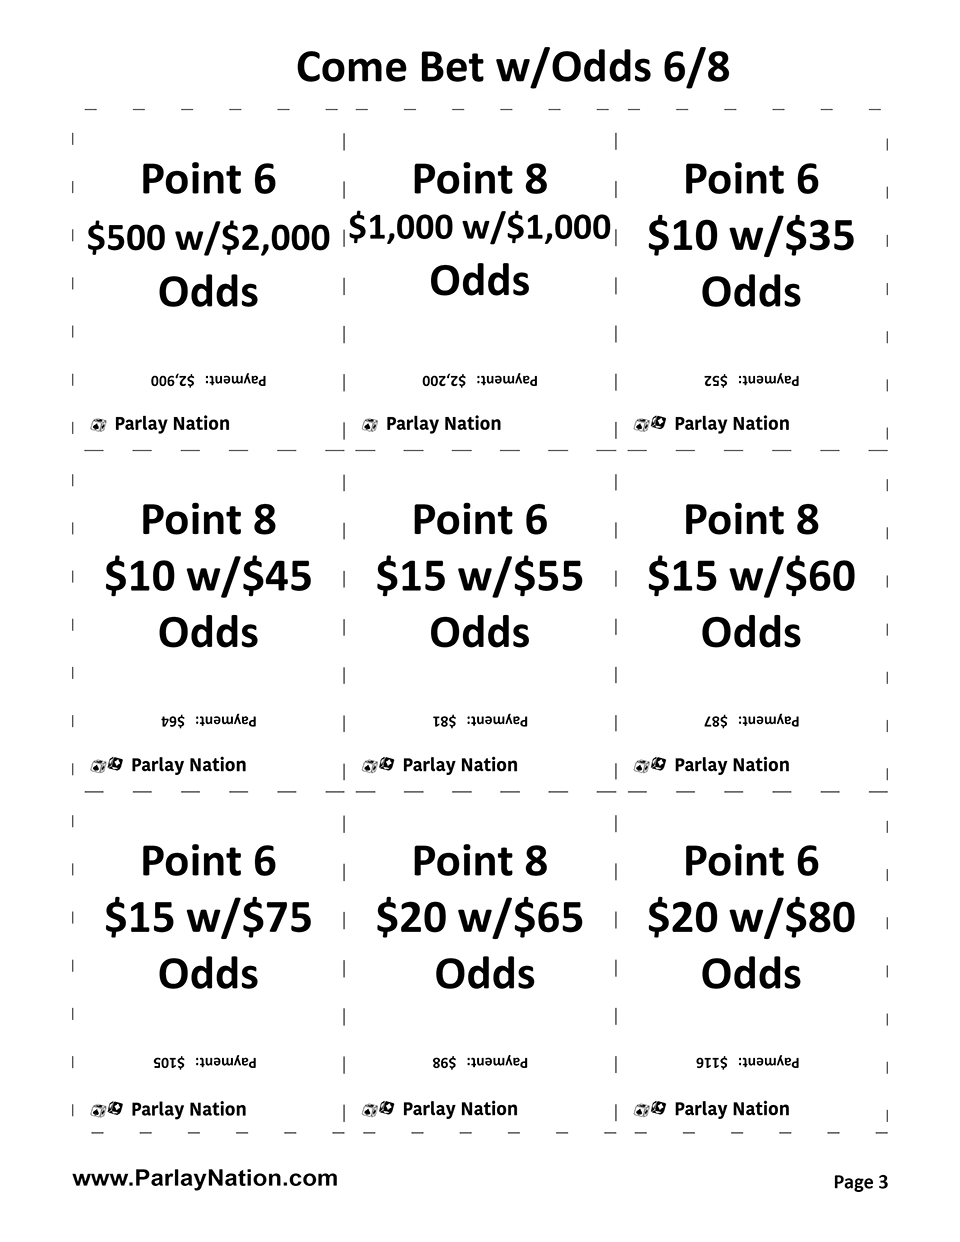 Come Bet w/Odds 6/8
Point 6
$500 w/$2,000
Odds
Payment: $2,900
Parlay Nation
Point 8
$1,000 w/$1,000
Odds
Payment: $2,200
Parlay Nation
Point 6
$10 w/$35
Odds
Payment: $52
Parlay Nation
Point 8
$10 w/$45
Odds
Payment: $64
Parlay Nation
Point 6
$15 w/$55
Odds
Payment: $81
Parlay Nation
Point 8
$15 w/$60
Odds
Payment: $87
Parlay Nation
Point 6
$15 w/$75
Odds
Payment: $105
Parlay Nation
Point 8
$20 w/$65
Odds
Payment: $98
Parlay Nation
Point 6
$20 w/$80
Odds
Payment: $116
Parlay Nation
www.ParlayNation.com
Page 3